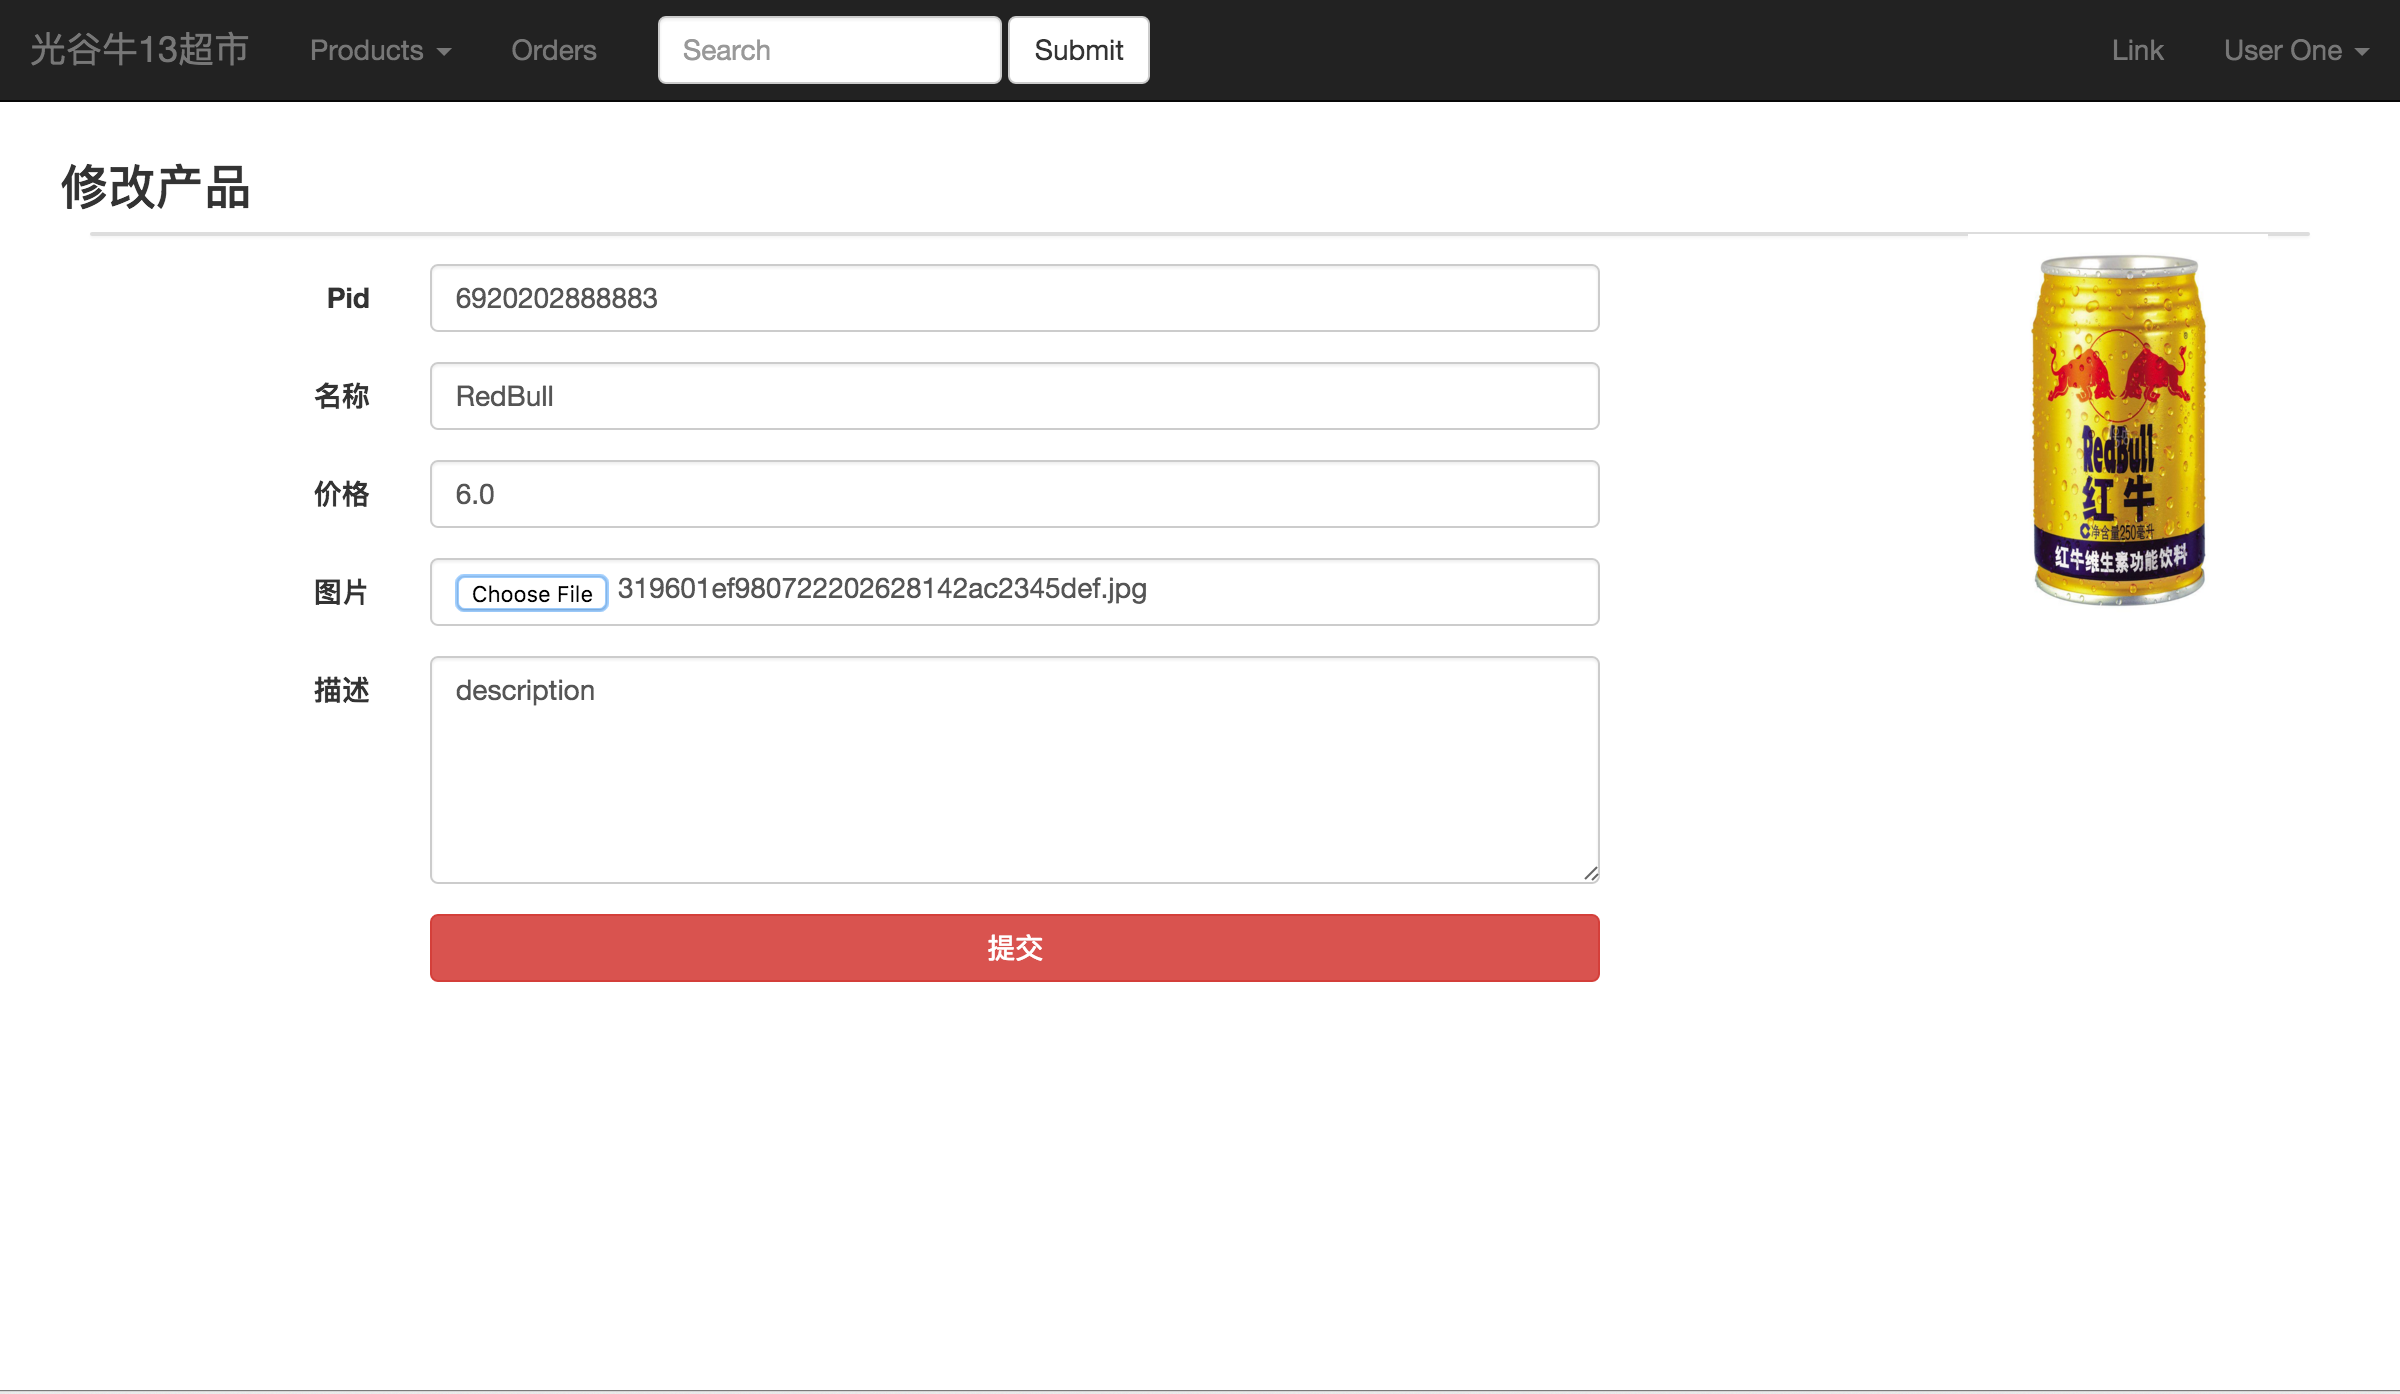 光谷牛13超市 Products Orders Search Submit Link User One
修改产品
Pid 6920202888883
名称 RedBull
价格 6.0
图片 Choose File 319601ef980722202628142ac2345def.jpg
描述 description
提交
RedBull
红牛
净含量250毫升
红牛维生素功能饮料